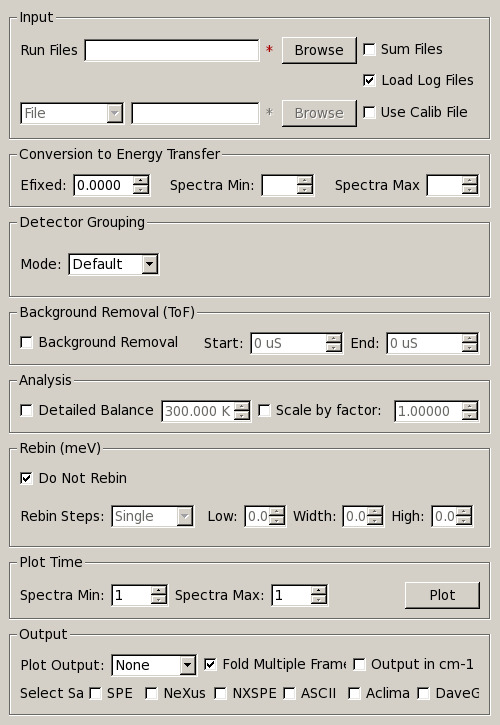 Input
Run Files * Browse Sum Files
Load Log Files
File * Browse Use Calib File
Conversion to Energy Transfer
Efixed: 0.0000 Spectra Min: Spectra Max
Detector Grouping
Mode: Default
Background Removal (ToF)
Background Removal Start: 0 uS End: 0 uS
Analysis
Detailed Balance 300.000 K Scale by factor: 1.00000
Rebin (meV)
Do Not Rebin
Rebin Steps: Single Low: 0.0 Width: 0.0 High: 0.0
Plot Time
Spectra Min: 1 Spectra Max: 1 Plot
Output
Plot Output: None Fold Multiple Frame Output in cm-1
Select Sa SPE NeXus NXSPE ASCII Aclima DaveG